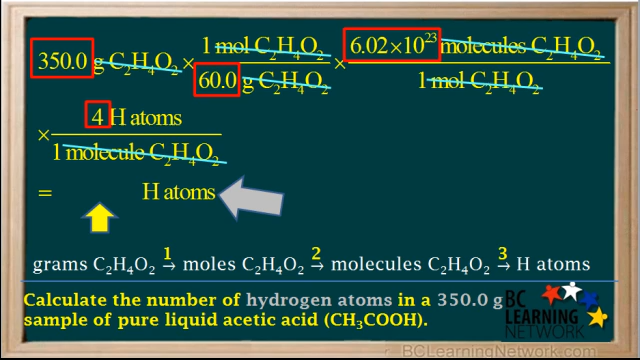 350.0 g C₂H₄O₂ × 1 mol C₂H₄O₂ / 60.0 g C₂H₄O₂ × 6.02×10²³ molecules C₂H₄O₂ / 1 mol C₂H₄O₂
× 4 H atoms / 1 molecule C₂H₄O₂
= H atoms
1 2 3
grams C₂H₄O₂ → moles C₂H₄O₂ → molecules C₂H₄O₂ → H atoms
Calculate the number of hydrogen atoms in a 350.0 g
sample of pure liquid acetic acid (CH₃COOH).
BC
LEARNING
NETWORK
BCLearningNetwork.com